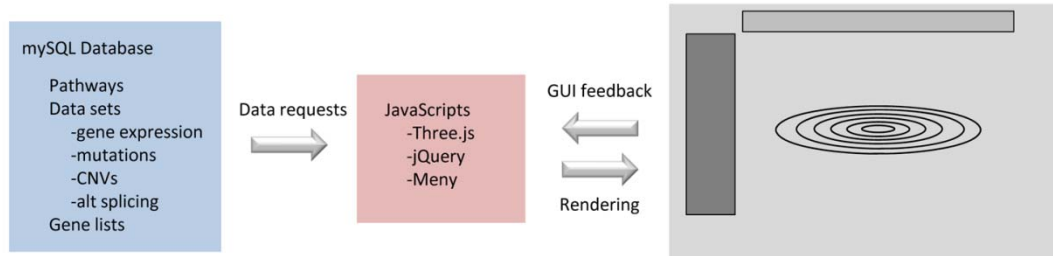 mySQL Database
Pathways
Data sets
-gene expression
-mutations
-CNVs
-alt splicing
Gene lists
Data requests
JavaScripts
-Three.js
-jQuery
-Meny
GUI feedback
Rendering